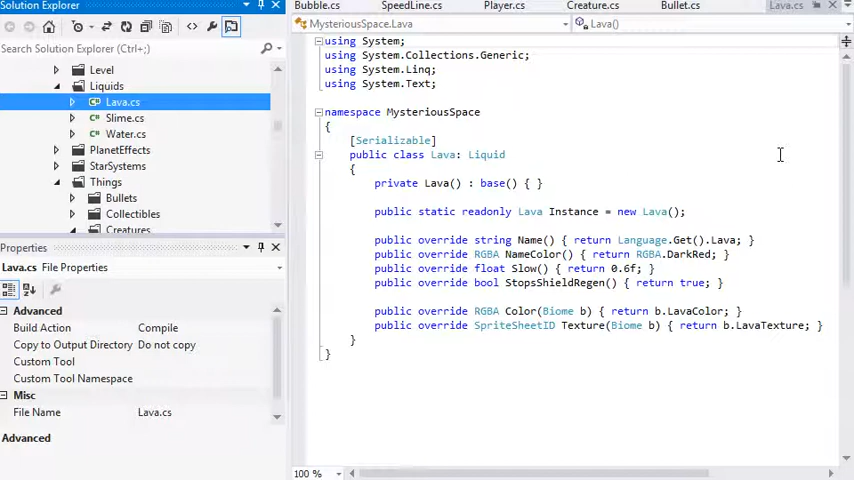 Solution Explorer
Search Solution Explorer (Ctrl+;)
Level
Liquids
Lava.cs
Slime.cs
Water.cs
PlanetEffects
StarSystems
Things
Bullets
Collectibles
Creatures
Properties
Lava.cs File Properties
Advanced
Build Action Compile
Copy to Output Directory Do not copy
Custom Tool
Custom Tool Namespace
Misc
File Name Lava.cs
Advanced
Bubble.cs SpeedLine.cs Player.cs Creature.cs Bullet.cs Lava.cs
MysteriousSpace.Lava Lava()
using System;
using System.Collections.Generic;
using System.Linq;
using System.Text;
namespace MysteriousSpace
{
[Serializable]
public class Lava: Liquid
{
private Lava() : base() { }
public static readonly Lava Instance = new Lava();
public override string Name() { return Language.Get().Lava; }
public override RGBA NameColor() { return RGBA.DarkRed; }
public override float Slow() { return 0.6f; }
public override bool StopsShieldRegen() { return true; }
public override RGBA Color(Biome b) { return b.LavaColor; }
public override SpriteSheetID Texture(Biome b) { return b.LavaTexture; }
}
}
100 %